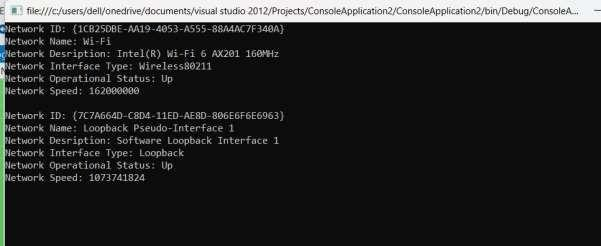 file:///c:/users/dell/onedrive/documents/visual studio 2012/Projects/ConsoleApplication2/ConsoleApplication2/bin/Debug/ConsoleA...
Network ID: {1CB25DBE-AA19-4053-A555-88A4AC7F340A}
Network Name: Wi-Fi
Network Desription: Intel(R) Wi-Fi 6 AX201 160MHz
Network Interface Type: Wireless80211
Network Operational Status: Up
Network Speed: 162000000
Network ID: {7C7A664D-C8D4-11ED-AE8D-806E6F6E6963}
Network Name: Loopback Pseudo-Interface 1
Network Desription: Software Loopback Interface 1
Network Interface Type: Loopback
Network Operational Status: Up
Network Speed: 1073741824